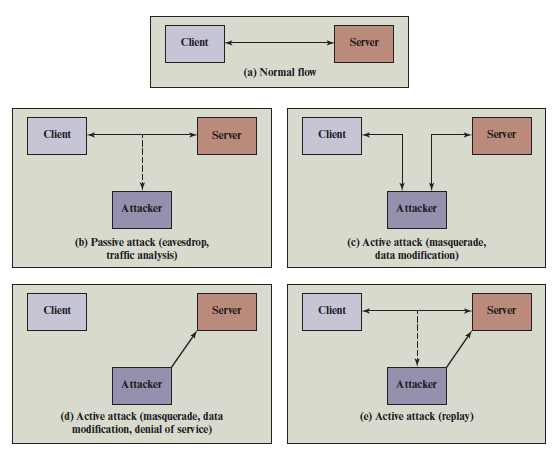 Client
Server
(a) Normal flow
Client
Server
Attacker
(b) Passive attack (eavesdrop,
traffic analysis)
Client
Server
Attacker
(c) Active attack (masquerade,
data modification)
Client
Server
Attacker
(d) Active attack (masquerade, data
modification, denial of service)
Client
Server
Attacker
(e) Active attack (replay)